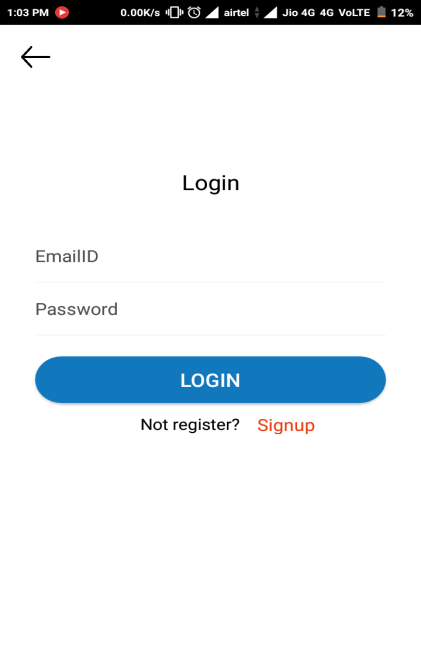 1:03 PM 0.00K/s airtel Jio 4G 4G VoLTE 12%
Login
EmailID
Password
LOGIN
Not register? Signup